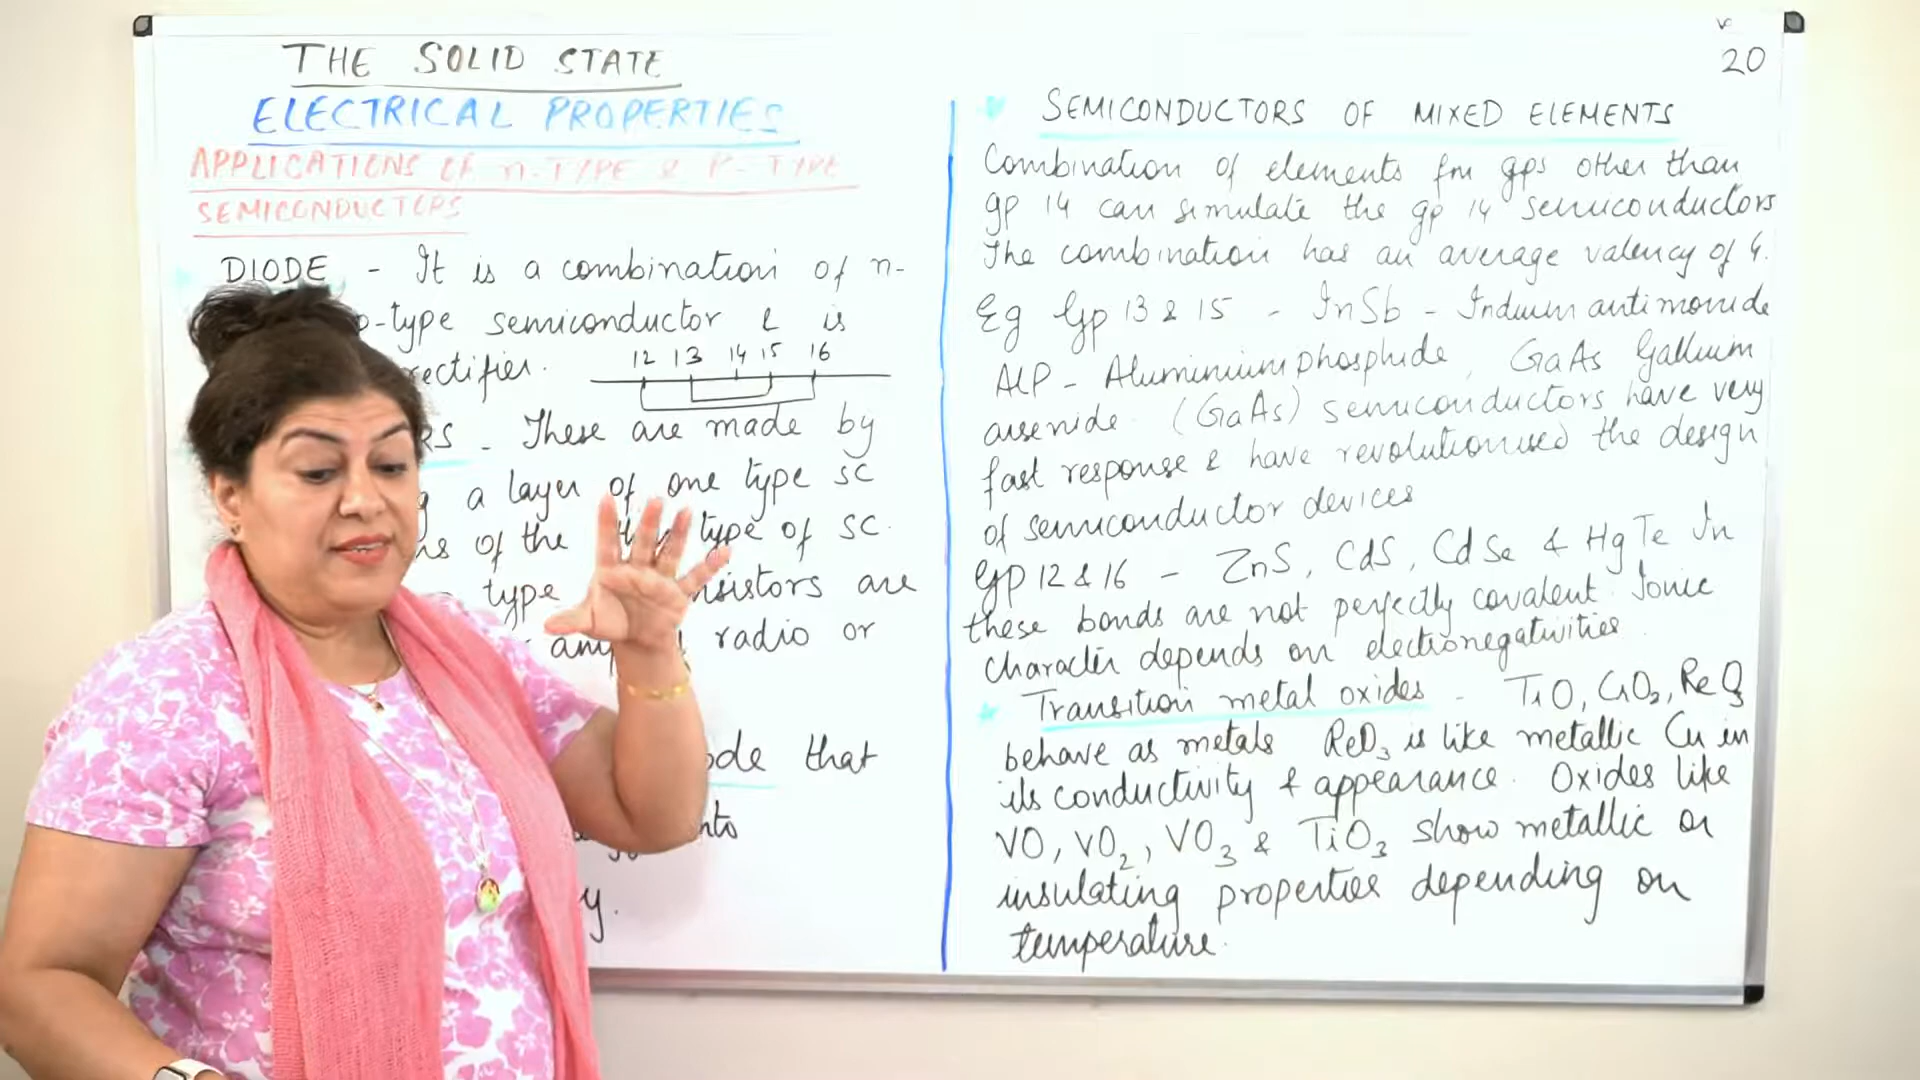 THE SOLID STATE
ELECTRICAL PROPERTIES
APPLICATIONS OF n-TYPE & P-TYPE
SEMICONDUCTORS
DIODE - It is a combination of n-
p-type semiconductor & is
rectifier.
12 13 14 15 16
RS - These are made by
a layer of one type SC
of the type of SC.
type are
radio or
that
y.
20
SEMICONDUCTORS OF MIXED ELEMENTS
Combination of elements fm gps other than
gp 14 can simulate the gp 14 semiconductors
The combination has an average valency of 4.
Eg Gp 13 & 15 - InSb - Indium antimonide
AlP - Aluminium phosphide, GaAs Gallium
arsenide. (GaAs) semiconductors have very
fast response & have revolutionised the design
of semiconductor devices
Gp 12 & 16 - ZnS, CdS, CdSe & HgTe In
these bonds are not perfectly covalent. Ionic
character depends on electronegativities.
Transition metal oxides - TiO, CrO2, ReO3
behave as metals ReO3 is like metallic Cu in
its conductivity & appearance. Oxides like
VO, VO2, VO3 & TiO3 show metallic or
insulating properties depending on
temperature.